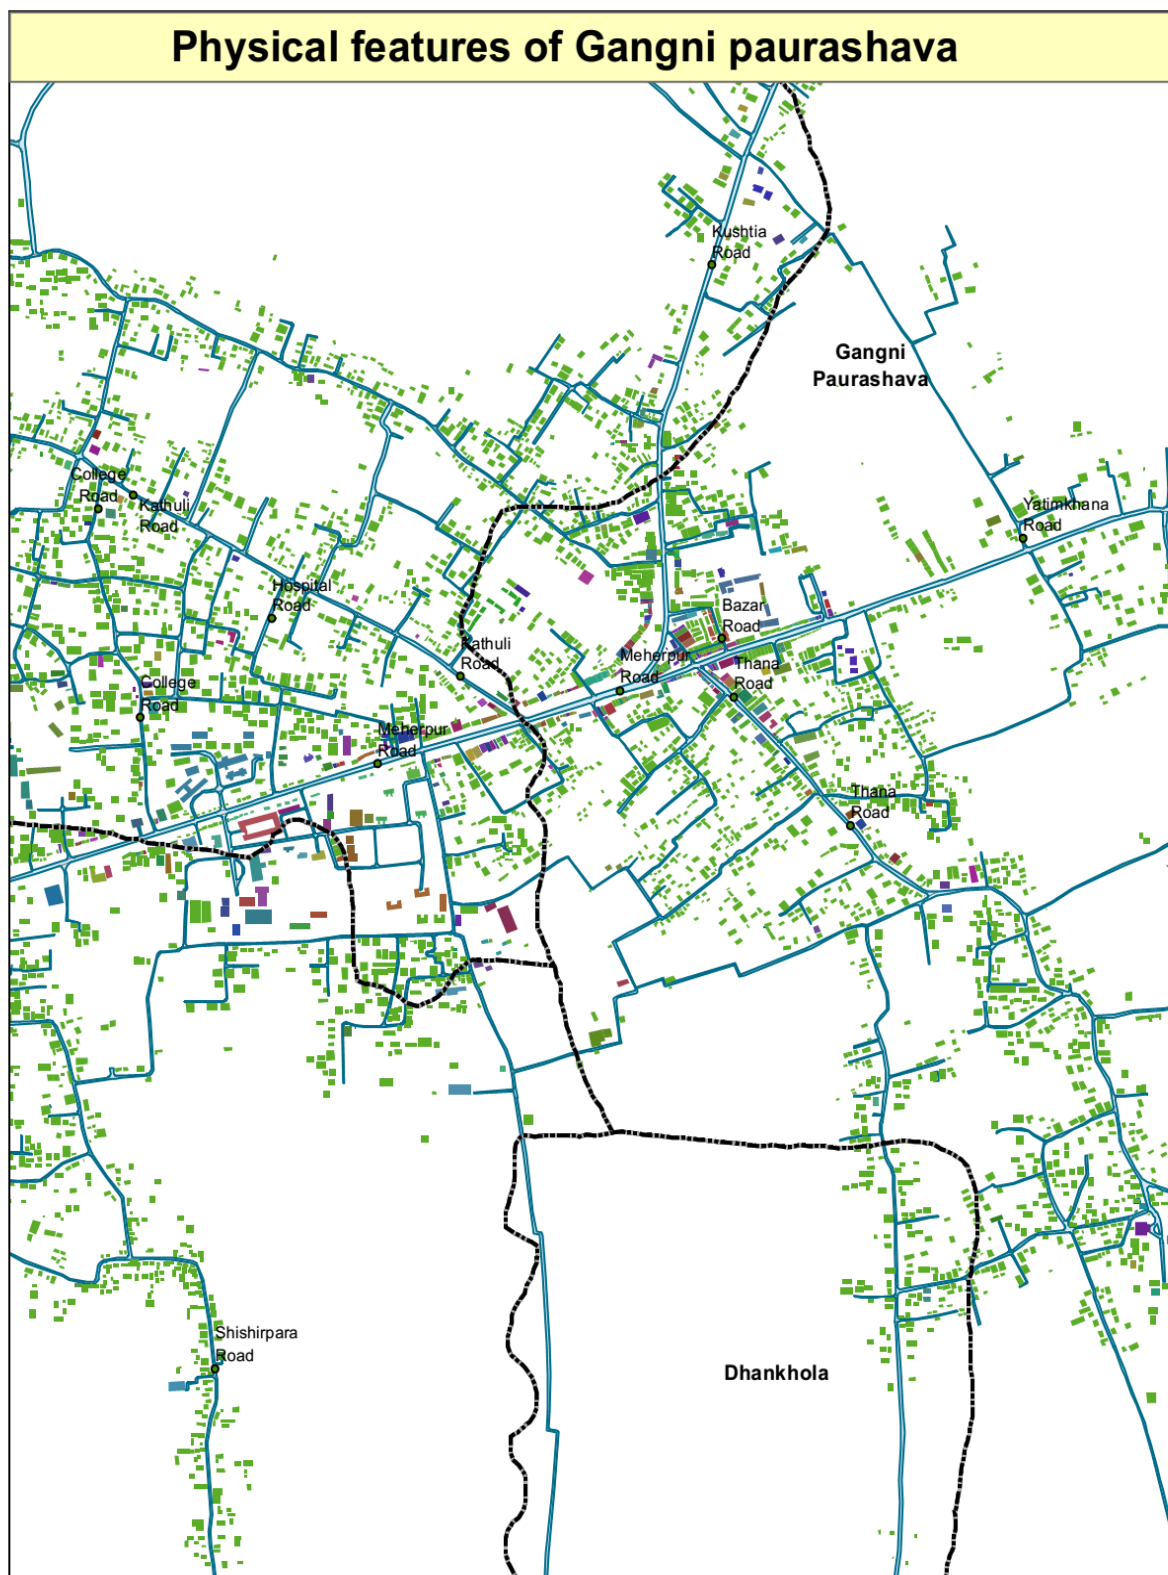 Physical features of Gangni paurashava
Kushtia
Road
Gangni
Paurashava
College
Road
Kathuli
Road
Yatimkhana
Road
Hospital
Road
Bazar
Road
Kathuli
Road
Meherpur
Road
Thana
Road
College
Road
Meherpur
Road
Thana
Road
Shishirpara
Road
Dhankhola